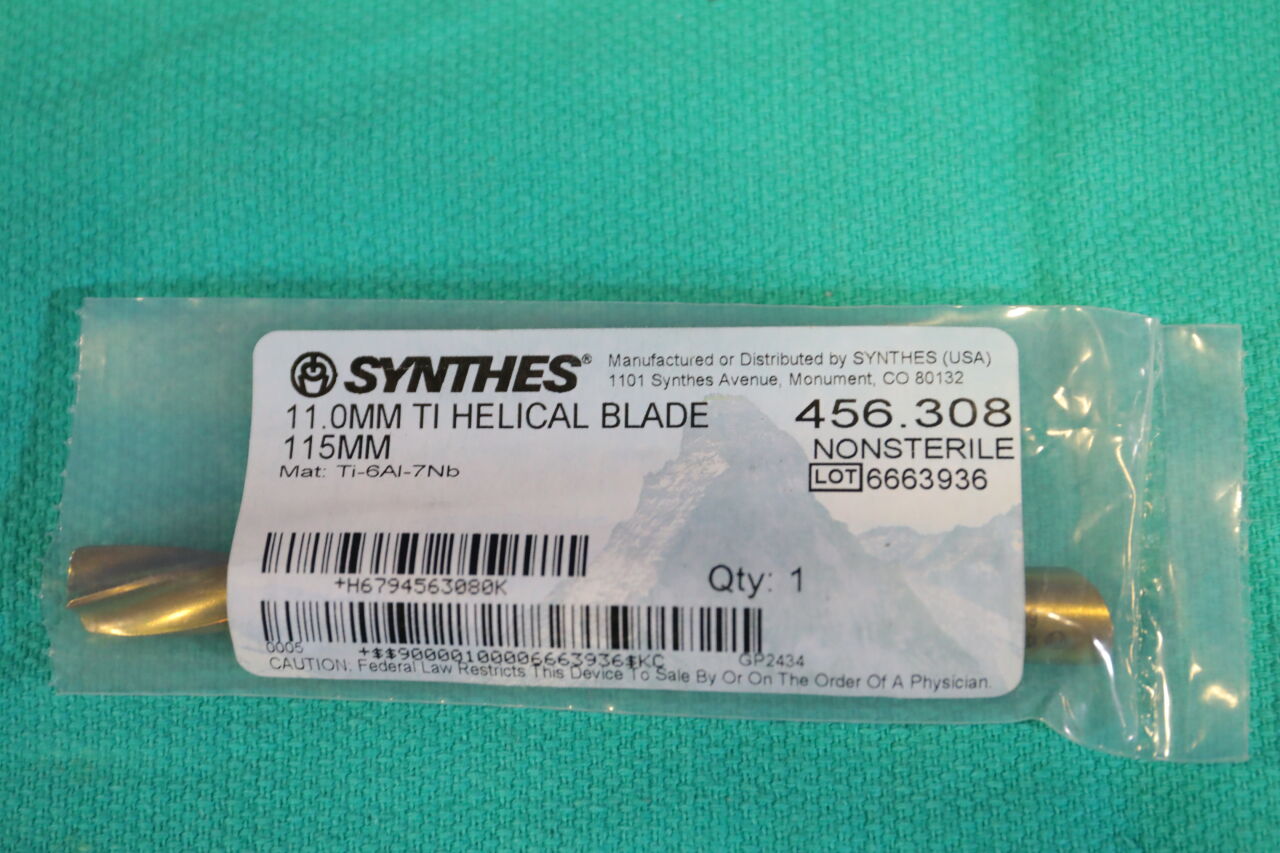 SYNTHES® Manufactured or Distributed by SYNTHES (USA)
1101 Synthes Avenue, Monument, CO 80132
11.0MM TI HELICAL BLADE 456.308
115MM NONSTERILE
Mat: Ti-6Al-7Nb LOT 6663936
+H6794563080K Qty: 1
0005 +$$90000100006663936$KC GP2434
CAUTION: Federal Law Restricts This Device To Sale By Or On The Order Of A Physician.